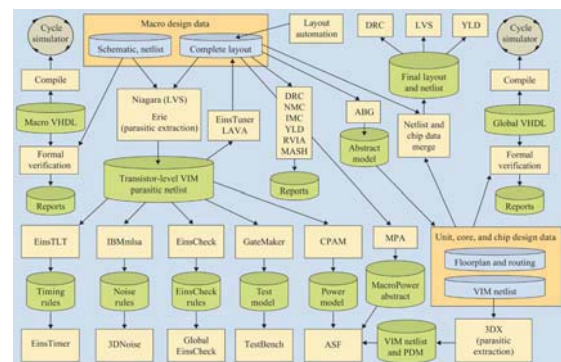 Cycle
simulator
Compile
Macro VHDL
Formal
verification
Reports
Macro design data
Schematic, netlist
Complete layout
Layout
automation
Niagara (LVS)
Erie
(parasitic extraction)
EinsTuner
LAVA
DRC
NMC
IMC
YLD
RVIA
MASH
Reports
Transistor-level VIM
parasitic netlist
DRC
LVS
YLD
Final layout
and netlist
ABG
Abstract
model
Netlist and
chip data
merge
Cycle
simulator
Compile
Global VHDL
Formal
verification
Reports
EinsTLT
IBMmlsa
EinsCheck
GateMaker
CPAM
MPA
Timing
rules
Noise
rules
EinsCheck
rules
Test
model
Power
model
MacroPower
abstract
EinsTimer
3DNoise
Global
EinsCheck
TestBench
ASF
VIM netlist
and PDM
3DX
(parasitic
extraction)
Unit, core, and chip design data
Floorplan and routing
VIM netlist